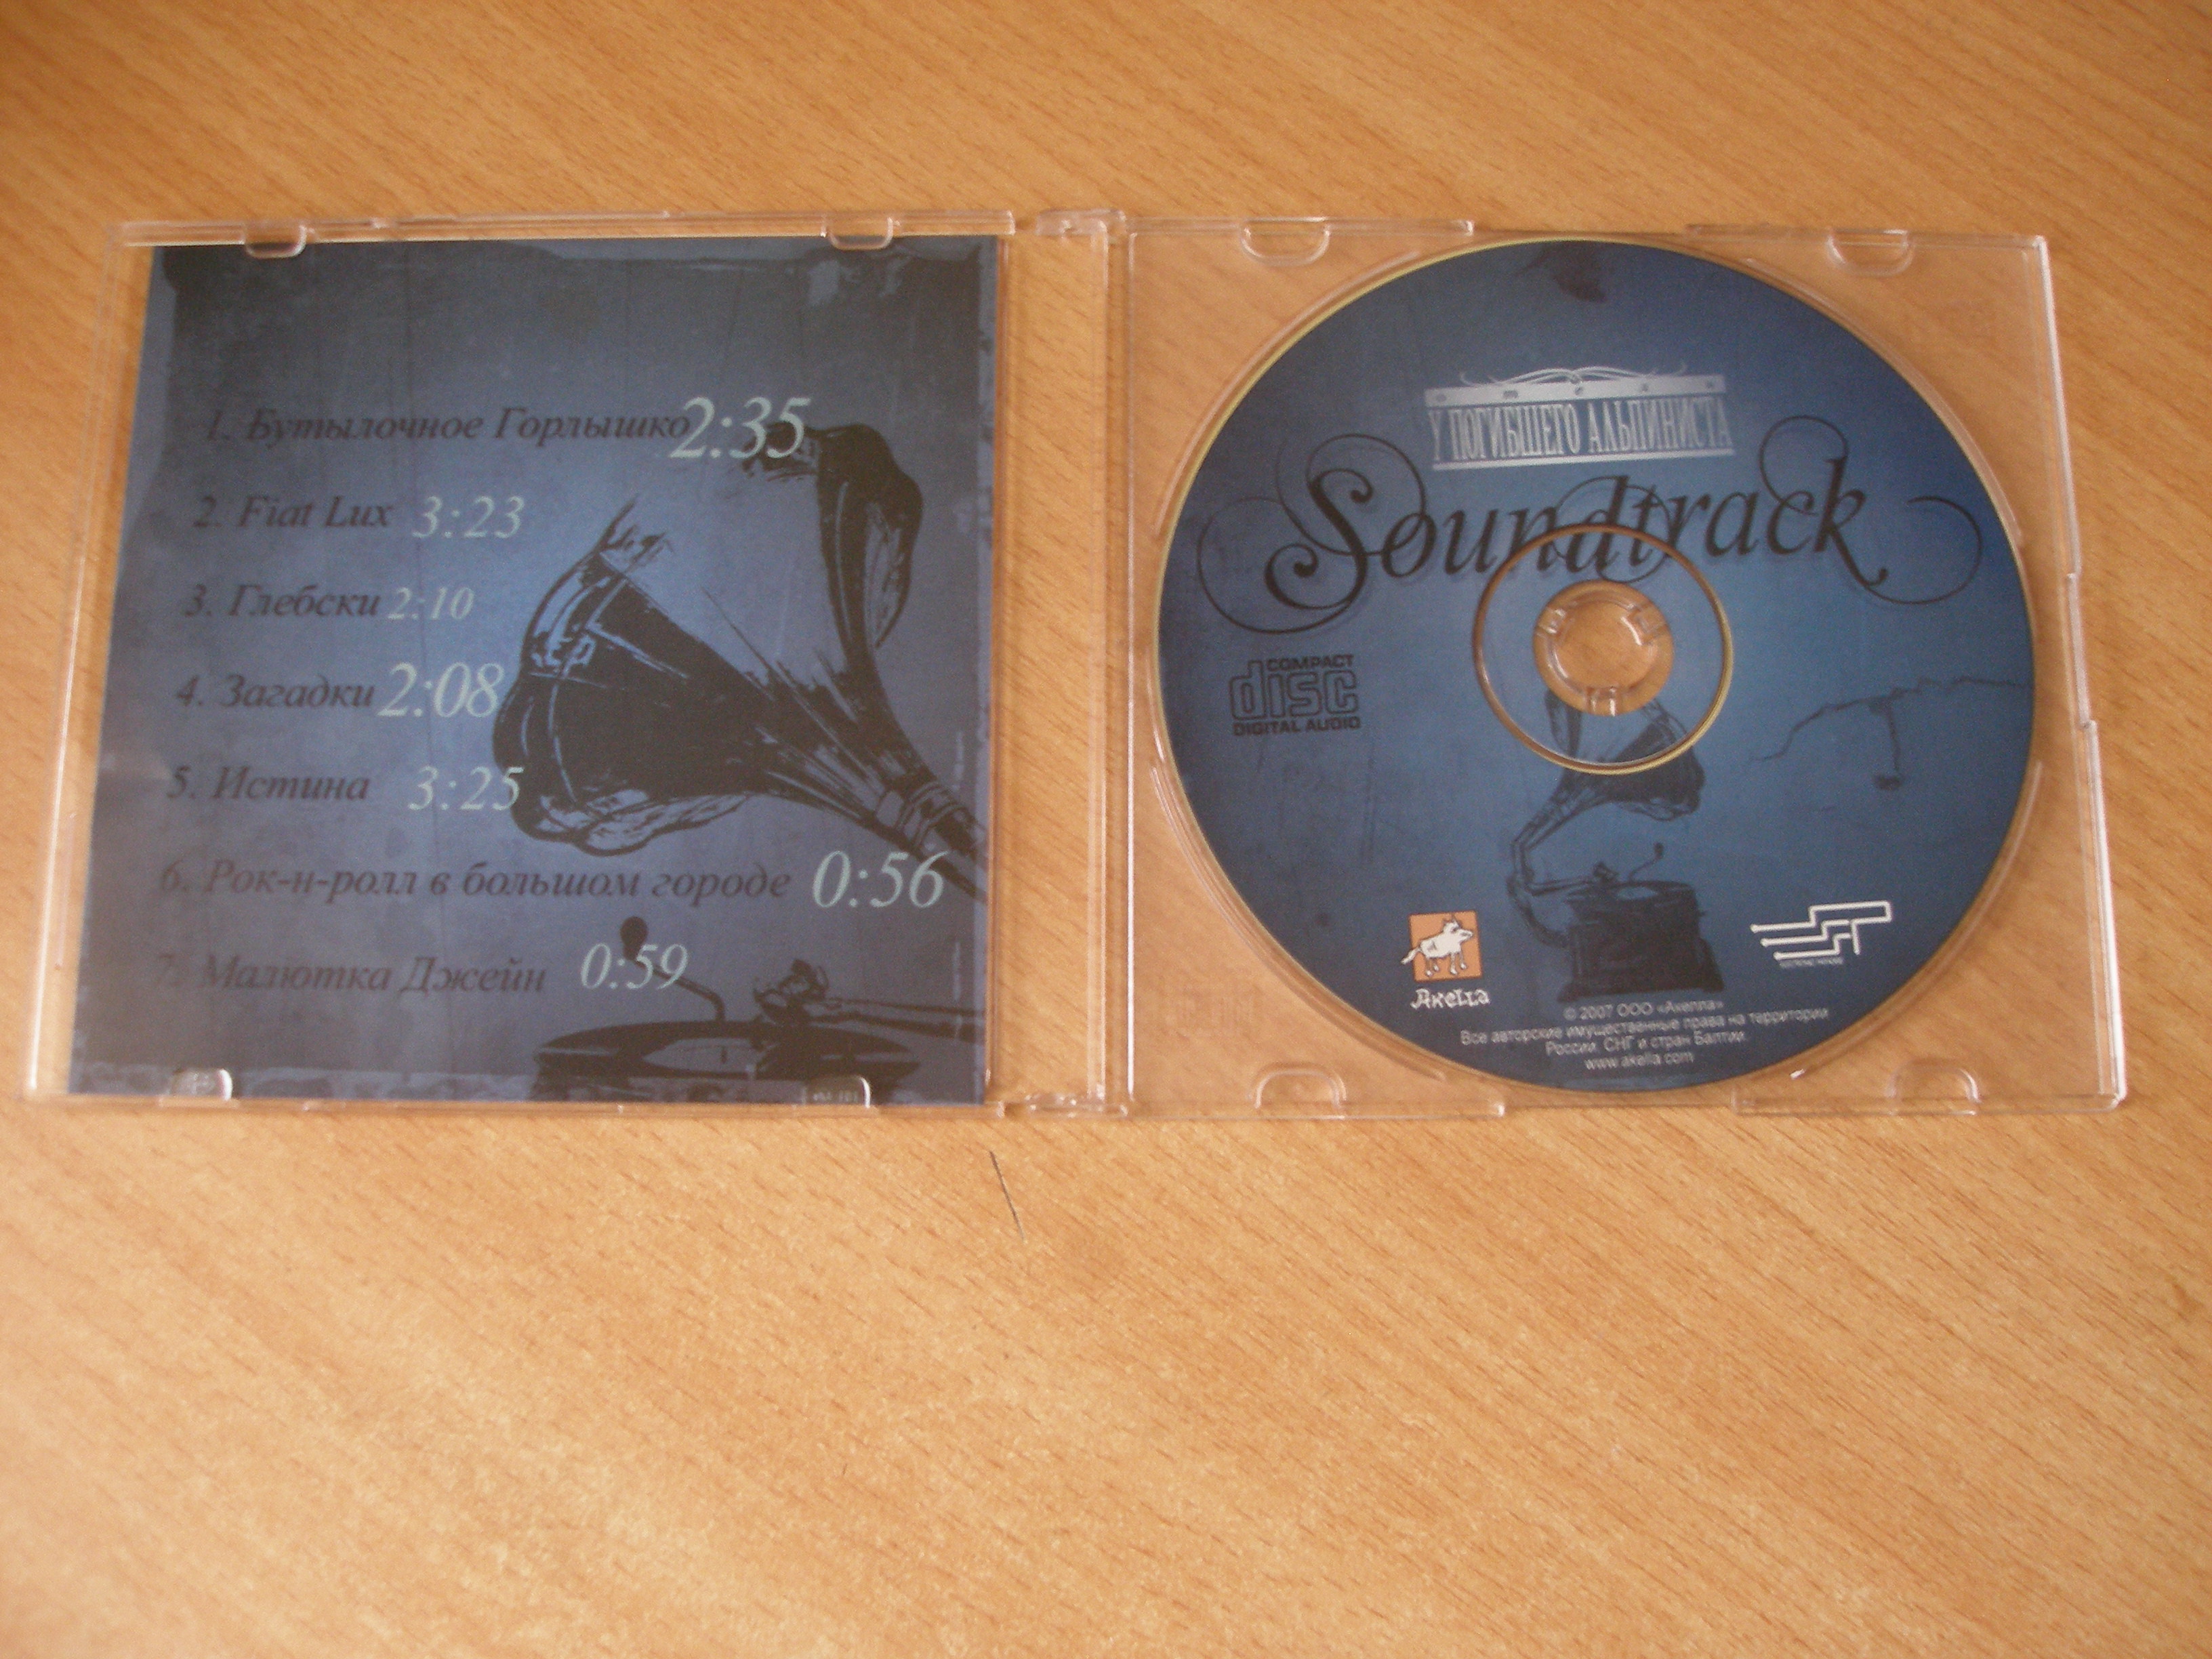 1. Бутылочное Горлышко 2:35
2. Fiat Lux 3:23
3. Глебски 2:10
4. Загадки 2:08
5. Истина 3:25
6. Рок-н-ролл в большом городе 0:56
7. Малютка Джейн 0:59
О Т Е Л Ь
У ПОГИБШЕГО АЛЬПИНИСТА
Soundtrack
COMPACT
disc
DIGITAL AUDIO
Akella
© 2007 ООО «Акелла»
Все авторские имущественные права на территории
России, СНГ и стран Балтии.
www.akella.com